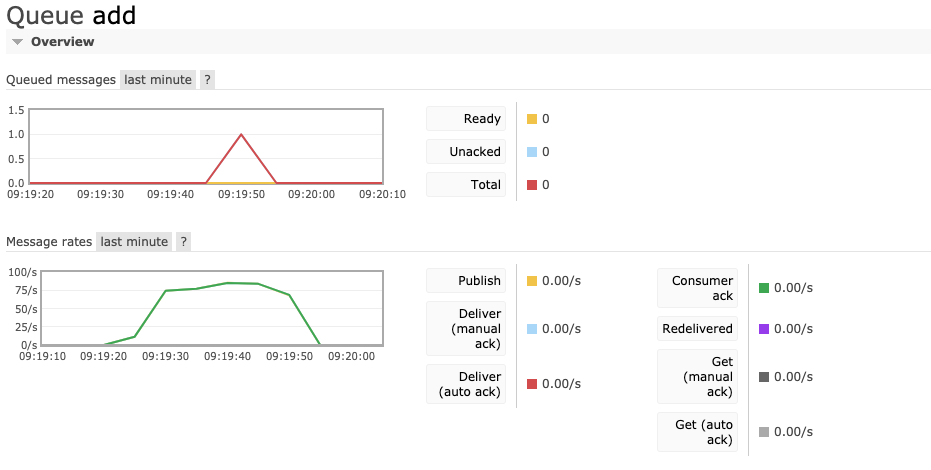 Queue add
Overview
Queued messages last minute ?
1.5
1.0
0.5
0.0
09:19:20 09:19:30 09:19:40 09:19:50 09:20:00 09:20:10
Ready 0
Unacked 0
Total 0
Message rates last minute ?
100/s
75/s
50/s
25/s
0/s
09:19:10 09:19:20 09:19:30 09:19:40 09:19:50 09:20:00
Publish 0.00/s
Deliver
(manual 0.00/s
ack)
Deliver
(auto ack) 0.00/s
Consumer
ack 0.00/s
Redelivered 0.00/s
Get
(manual 0.00/s
ack)
Get (auto
ack) 0.00/s